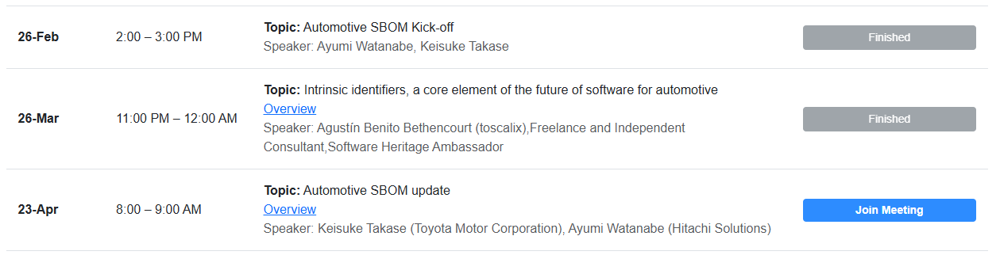 26-Feb
2:00 – 3:00 PM
Topic: Automotive SBOM Kick-off
Speaker: Ayumi Watanabe, Keisuke Takase
Finished
26-Mar
11:00 PM – 12:00 AM
Topic: Intrinsic identifiers, a core element of the future of software for automotive
Overview
Speaker: Agustín Benito Bethencourt (toscalix),Freelance and Independent
Consultant,Software Heritage Ambassador
Finished
23-Apr
8:00 – 9:00 AM
Topic: Automotive SBOM update
Overview
Speaker: Keisuke Takase (Toyota Motor Corporation), Ayumi Watanabe (Hitachi Solutions)
Join Meeting